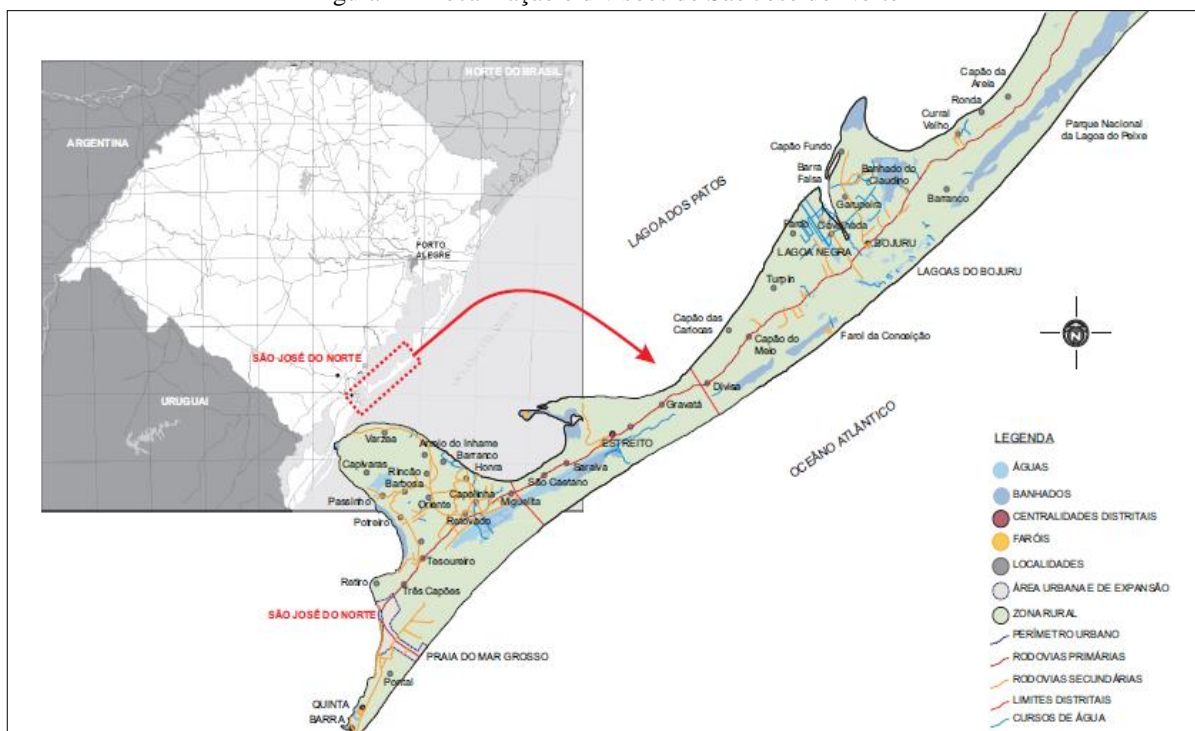 NORTE DO BRASIL
ARGENTINA
PORTO
ALEGRE
SÃO JOSÉ DO NORTE
URUGUAI
Capão da
Areia
Ronda
Curral
Velho
Parque Nacional
da Lagoa do Peixe
Capão Fundo
Barra
Falsa
Banhado do
Claudino
Garupeira
Barranco
LAGOA DOS PATOS
Gavelhada
BOJURU
LAGOA NEGRA
LAGOAS DO BOJURU
Turpin
Capão das
Cariocas
Capão do
Meio
Farol da Conceição
N
Divisa
Gravatá
OCEÂNO ATLÂNTICO
ESTREITO
Saraiva
São Caetano
Varzea
Arroio do Inhame
Barranco
Honra
Capivaras
Rincão
Barbosa
Passinho
Oriente
Capelinha
Miguelita
Potreiro
Retovado
Tesoureiro
Retiro
Três Capões
SÃO JOSÉ DO NORTE
PRAIA DO MAR GROSSO
Pontal
QUINTA
BARRA
LEGENDA
ÁGUAS
BANHADOS
CENTRALIDADES DISTRITAIS
FARÓIS
LOCALIDADES
ÁREA URBANA E DE EXPANSÃO
ZONA RURAL
PERÍMETRO URBANO
RODOVIAS PRIMÁRIAS
RODOVIAS SECUNDÁRIAS
LIMITES DISTRITAIS
CURSOS DE ÁGUA